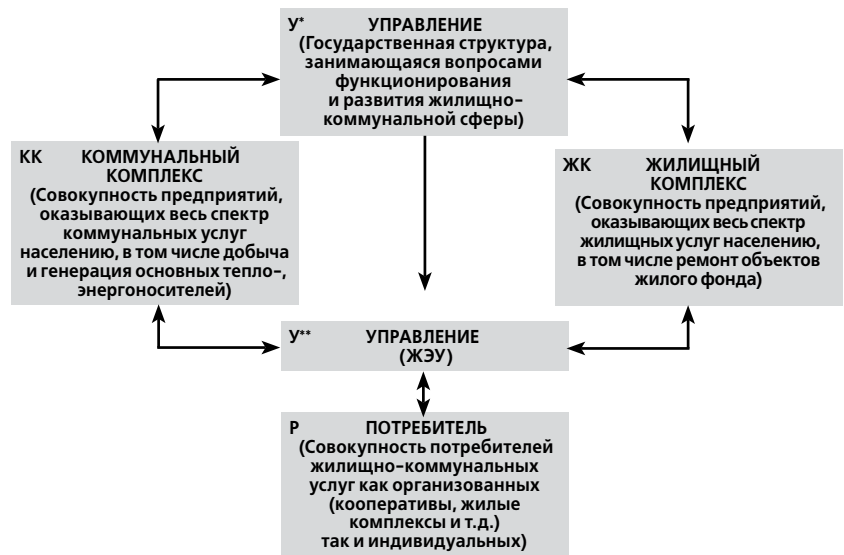 У* УПРАВЛЕНИЕ
(Государственная структура,
занимающаяся вопросами
функционирования
и развития жилищно-
коммунальной сферы)
КК КОММУНАЛЬНЫЙ
КОМПЛЕКС
(Совокупность предприятий,
оказывающих весь спектр
коммунальных услуг
населению, в том числе добыча
и генерация основных тепло-,
энергоносителей)
ЖК ЖИЛИЩНЫЙ
КОМПЛЕКС
(Совокупность предприятий,
оказывающих весь спектр
жилищных услуг населению,
в том числе ремонт объектов
жилого фонда)
У** УПРАВЛЕНИЕ
(ЖЭУ)
Р ПОТРЕБИТЕЛЬ
(Совокупность потребителей
жилищно-коммунальных
услуг как организованных
(кооперативы, жилые
комплексы и т.д.)
так и индивидуальных)